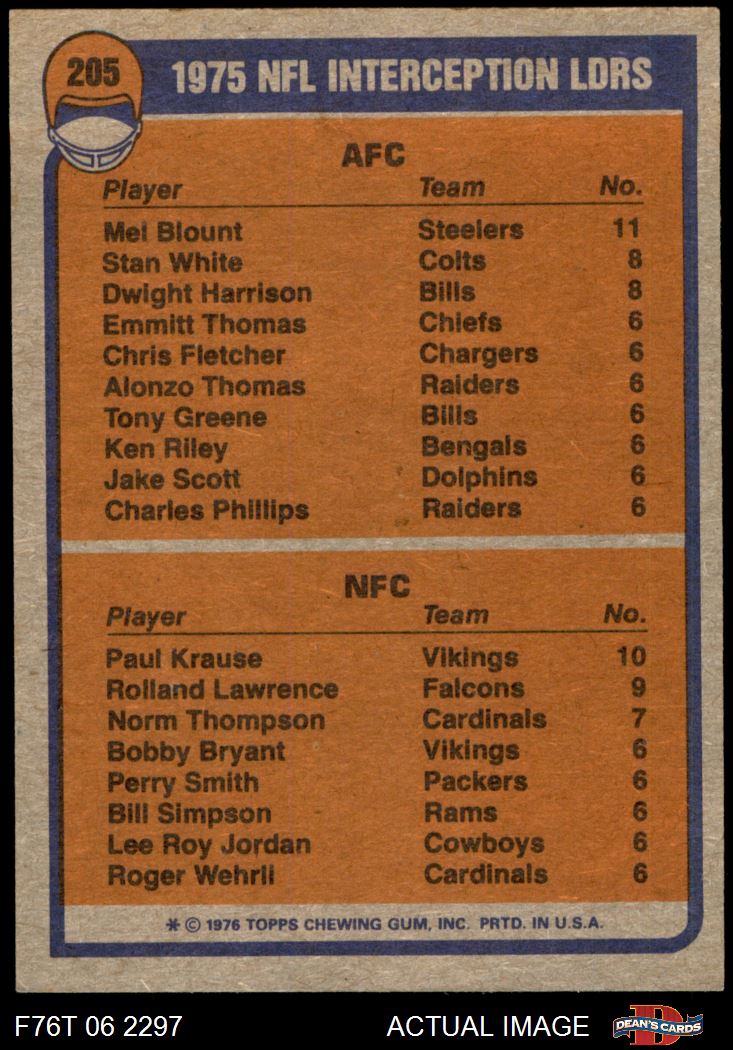 205
1975 NFL INTERCEPTION LDRS
AFC
Player Team No.
Mel Blount Steelers 11
Stan White Colts 8
Dwight Harrison Bills 8
Emmitt Thomas Chiefs 6
Chris Fletcher Chargers 6
Alonzo Thomas Raiders 6
Tony Greene Bills 6
Ken Riley Bengals 6
Jake Scott Dolphins 6
Charles Phillips Raiders 6
NFC
Player Team No.
Paul Krause Vikings 10
Rolland Lawrence Falcons 9
Norm Thompson Cardinals 7
Bobby Bryant Vikings 6
Perry Smith Packers 6
Bill Simpson Rams 6
Lee Roy Jordan Cowboys 6
Roger Wehrli Cardinals 6
* © 1976 TOPPS CHEWING GUM, INC. PRTD. IN U.S.A.
F76T 06 2297 ACTUAL IMAGE D DEAN'S CARDS